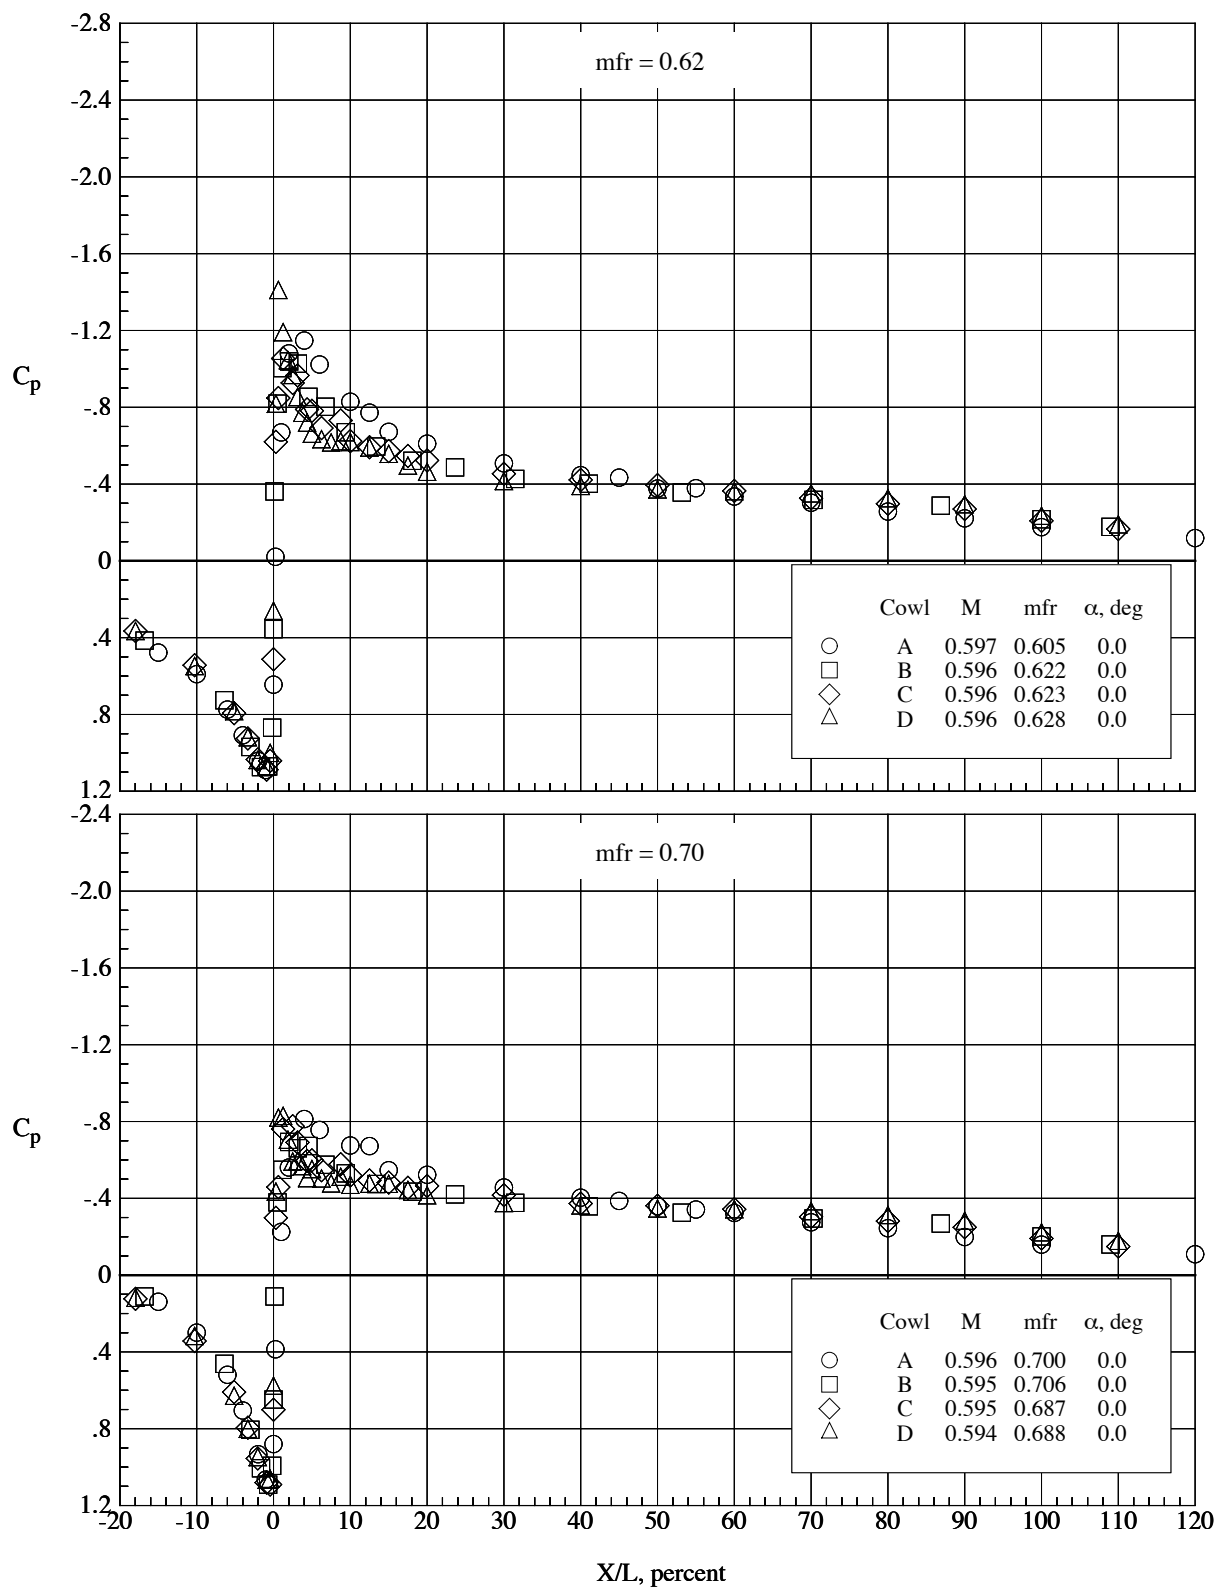 -2.8
mfr = 0.62
-2.4
-2.0
-1.6
-1.2
Cp
-.8
-.4
0
Cowl M mfr α, deg
A 0.597 0.605 0.0
B 0.596 0.622 0.0
C 0.596 0.623 0.0
D 0.596 0.628 0.0
.4
.8
1.2
-2.4
mfr = 0.70
-2.0
-1.6
-1.2
Cp
-.8
-.4
0
Cowl M mfr α, deg
A 0.596 0.700 0.0
B 0.595 0.706 0.0
C 0.595 0.687 0.0
D 0.594 0.688 0.0
.4
.8
1.2
-20 -10 0 10 20 30 40 50 60 70 80 90 100 110 120
X/L, percent